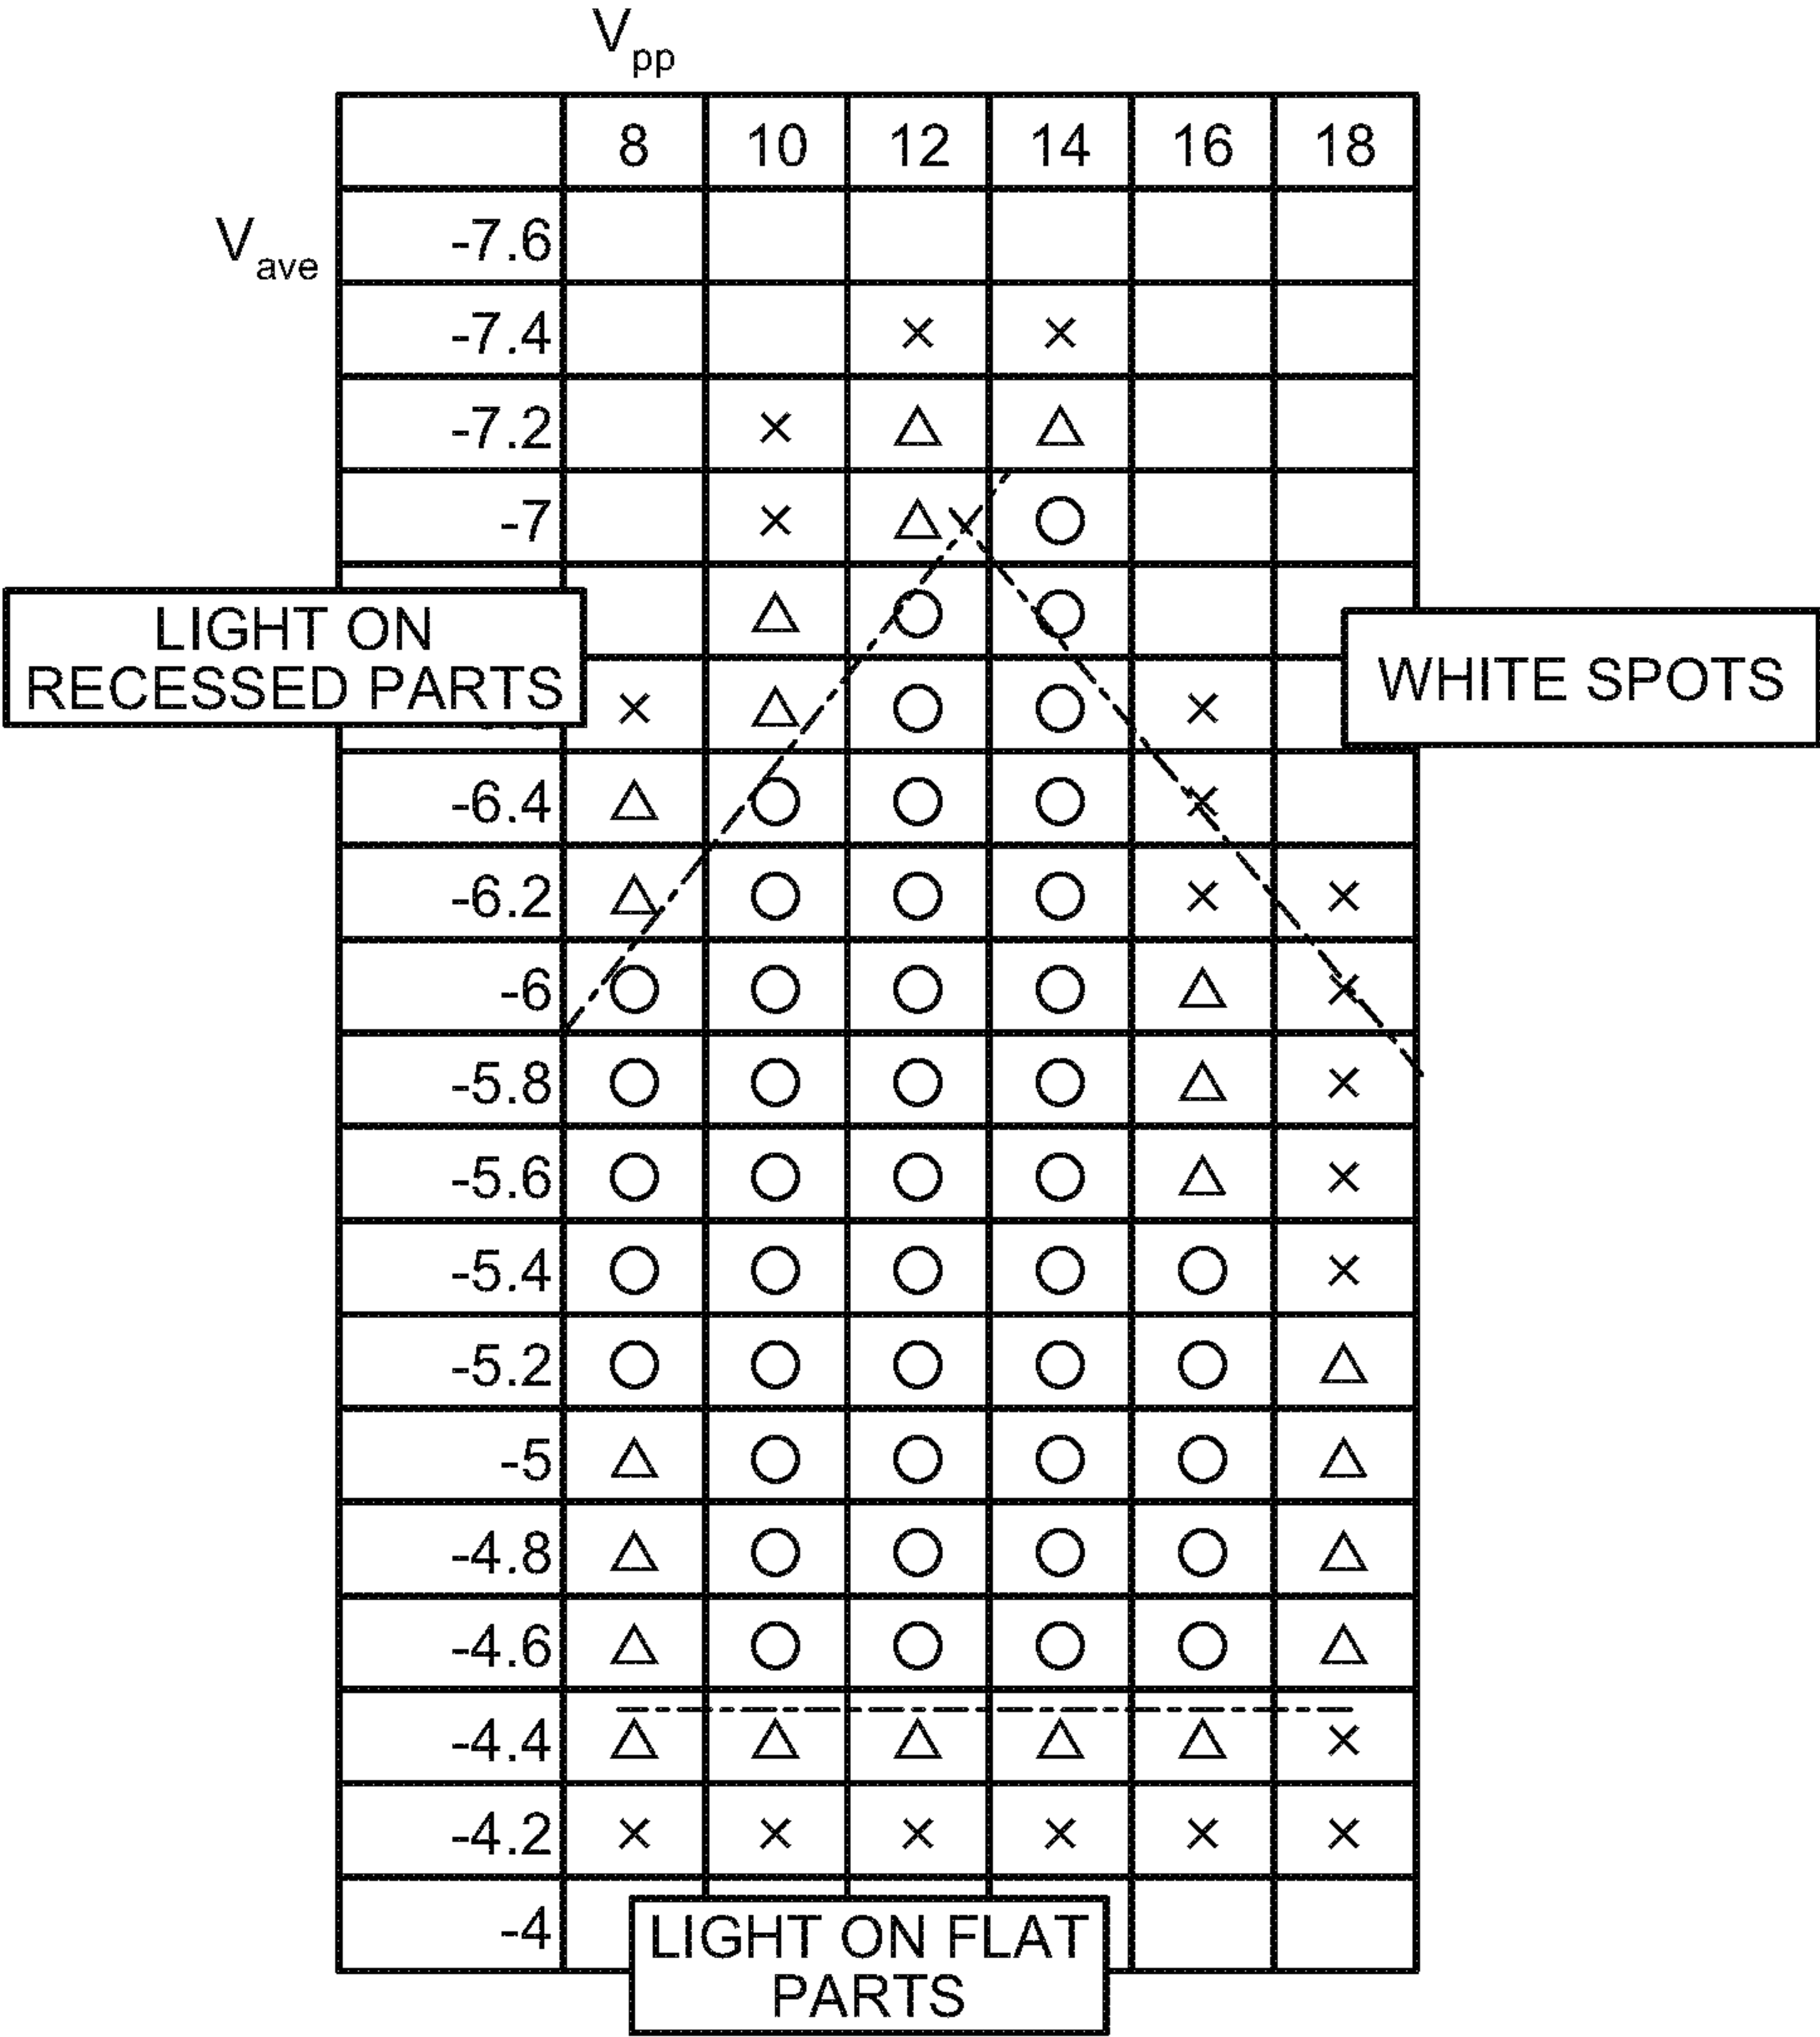 Vpp
8 10 12 14 16 18
Vave
-7.6
-7.4 × × 
-7.2 × △ △
-7 × △ ○
△ ○ ○
LIGHT ON
RECESSED PARTS
WHITE SPOTS
× △ ○ ○ ×
-6.4 △ ○ ○ ○ ×
-6.2 △ ○ ○ ○ × ×
-6 ○ ○ ○ ○ △ ×
-5.8 ○ ○ ○ ○ △ ×
-5.6 ○ ○ ○ ○ △ ×
-5.4 ○ ○ ○ ○ ○ ×
-5.2 ○ ○ ○ ○ ○ △
-5 △ ○ ○ ○ ○ △
-4.8 △ ○ ○ ○ ○ △
-4.6 △ ○ ○ ○ ○ △
-4.4 △ △ △ △ △ ×
-4.2 × × × × × ×
-4
LIGHT ON FLAT
PARTS